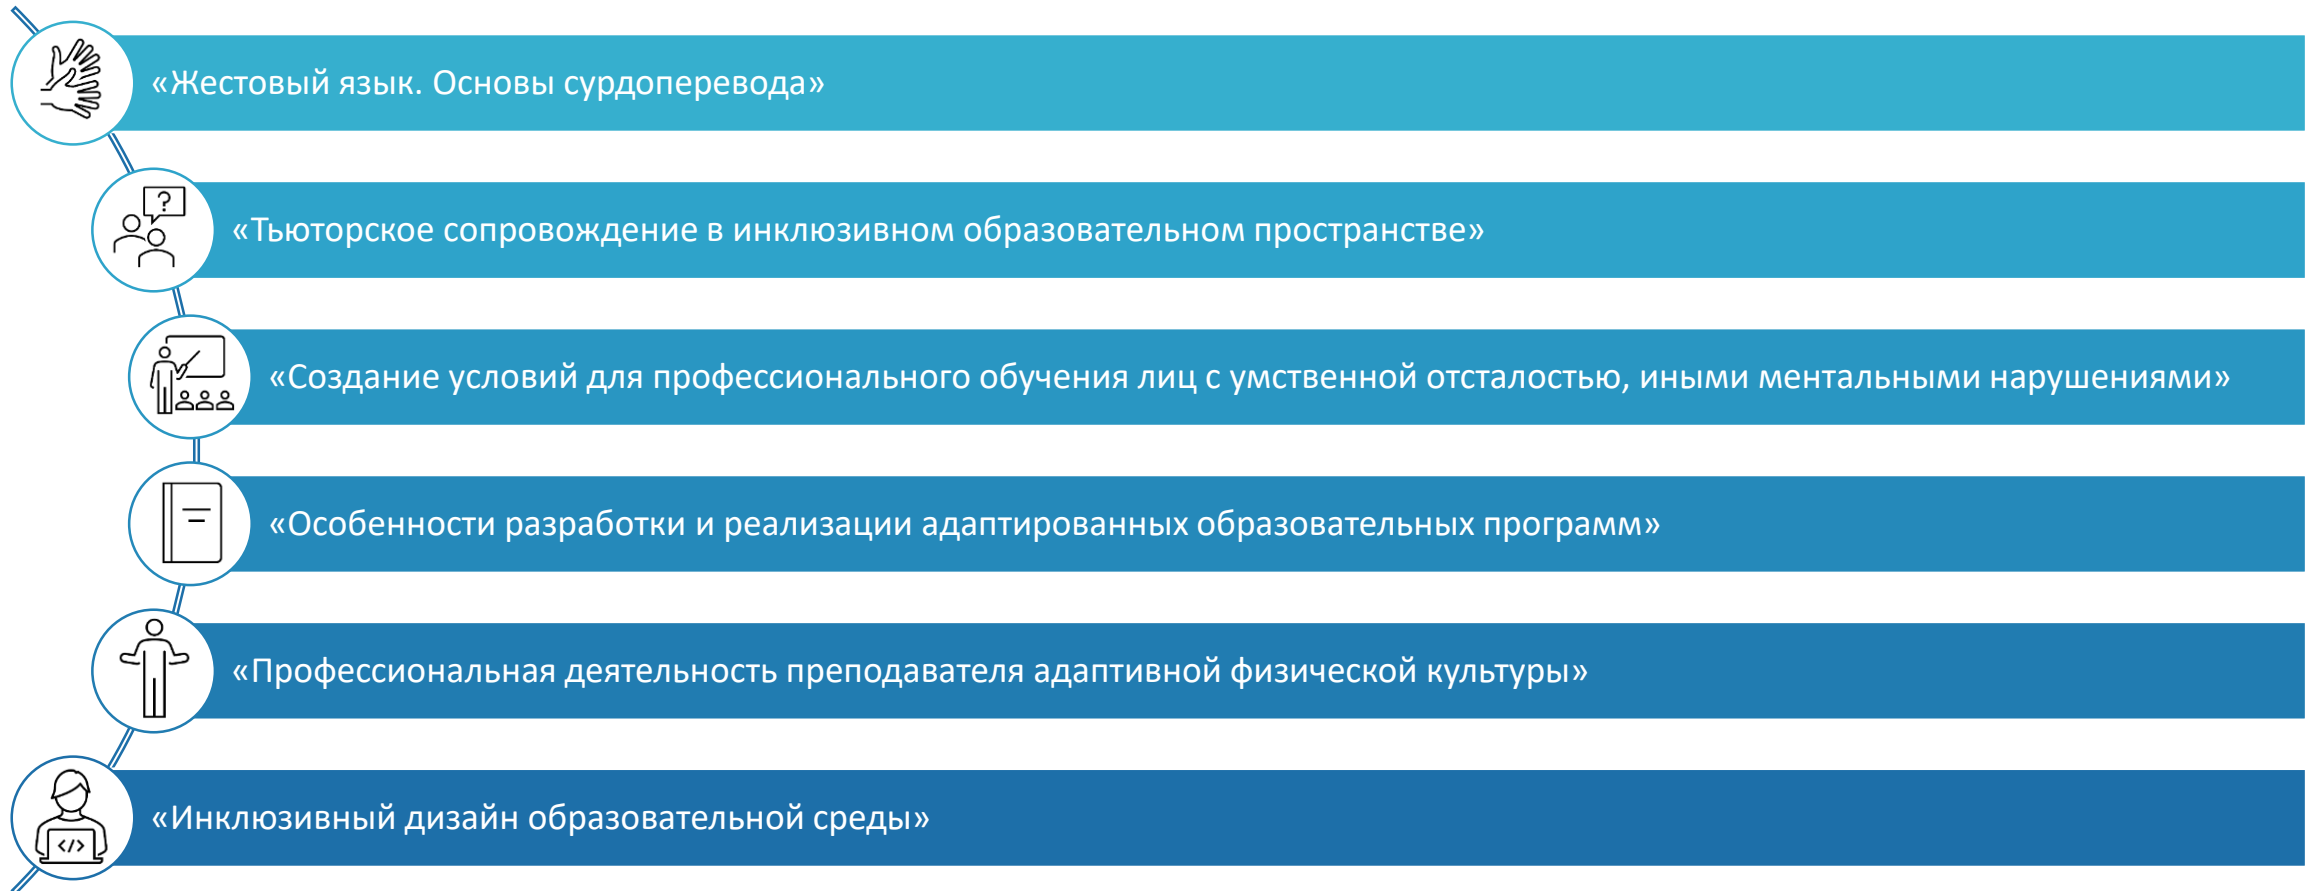 «Жестовый язык. Основы сурдоперевода»
?
«Тьюторское сопровождение в инклюзивном образовательном пространстве»
«Создание условий для профессионального обучения лиц с умственной отсталостью, иными ментальными нарушениями»
«Особенности разработки и реализации адаптированных образовательных программ»
«Профессиональная деятельность преподавателя адаптивной физической культуры»
«Инклюзивный дизайн образовательной среды»
</>